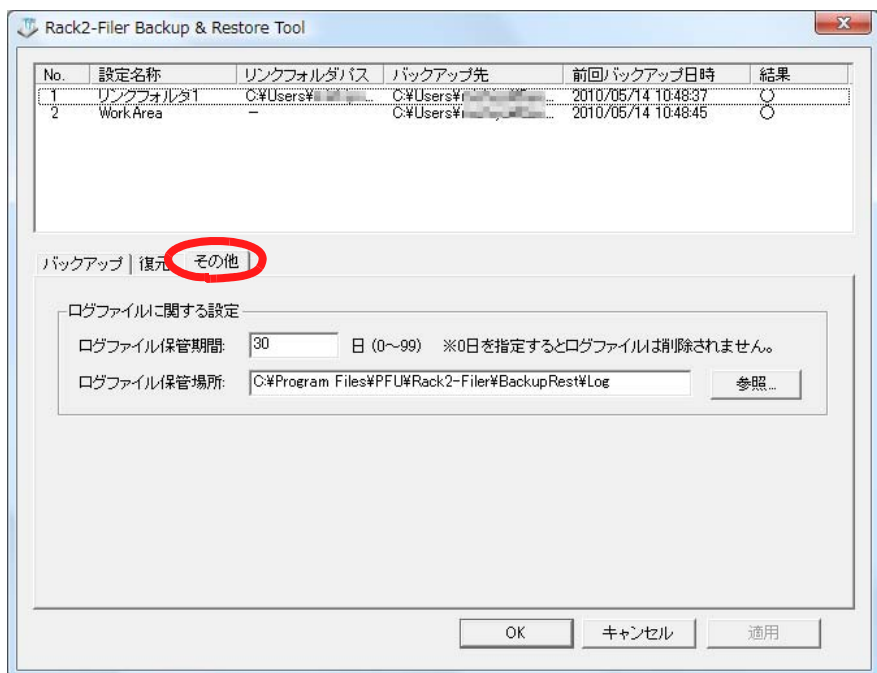 Rack2-Filer Backup & Restore Tool
No. 設定名称 リンクフォルダパス バックアップ先 前回バックアップ日時 結果
1 リンクフォルダ1 C:¥Users¥ ... C:¥Users¥ ... 2010/05/14 10:48:37 ○
2 Work Area － C:¥Users¥ ... 2010/05/14 10:48:45 ○
バックアップ 復元 その他
ログファイルに関する設定
ログファイル保管期間: 30 日 (0～99) ※0日を指定するとログファイルは削除されません。
ログファイル保管場所: C:¥Program Files¥PFU¥Rack2-Filer¥BackupRest¥Log 参照...
OK キャンセル 適用